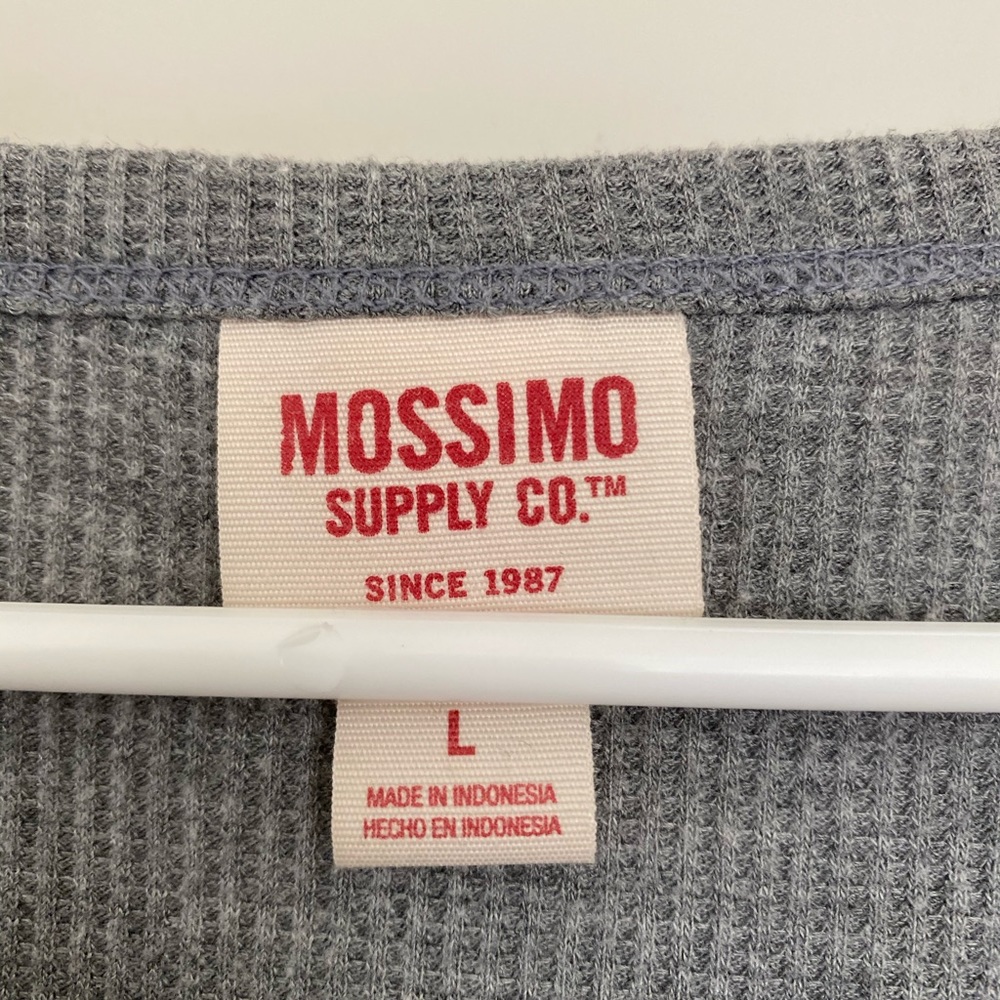 MOSSIMO
SUPPLY CO.™
SINCE 1987
L
MADE IN INDONESIA
HECHO EN INDONESIA